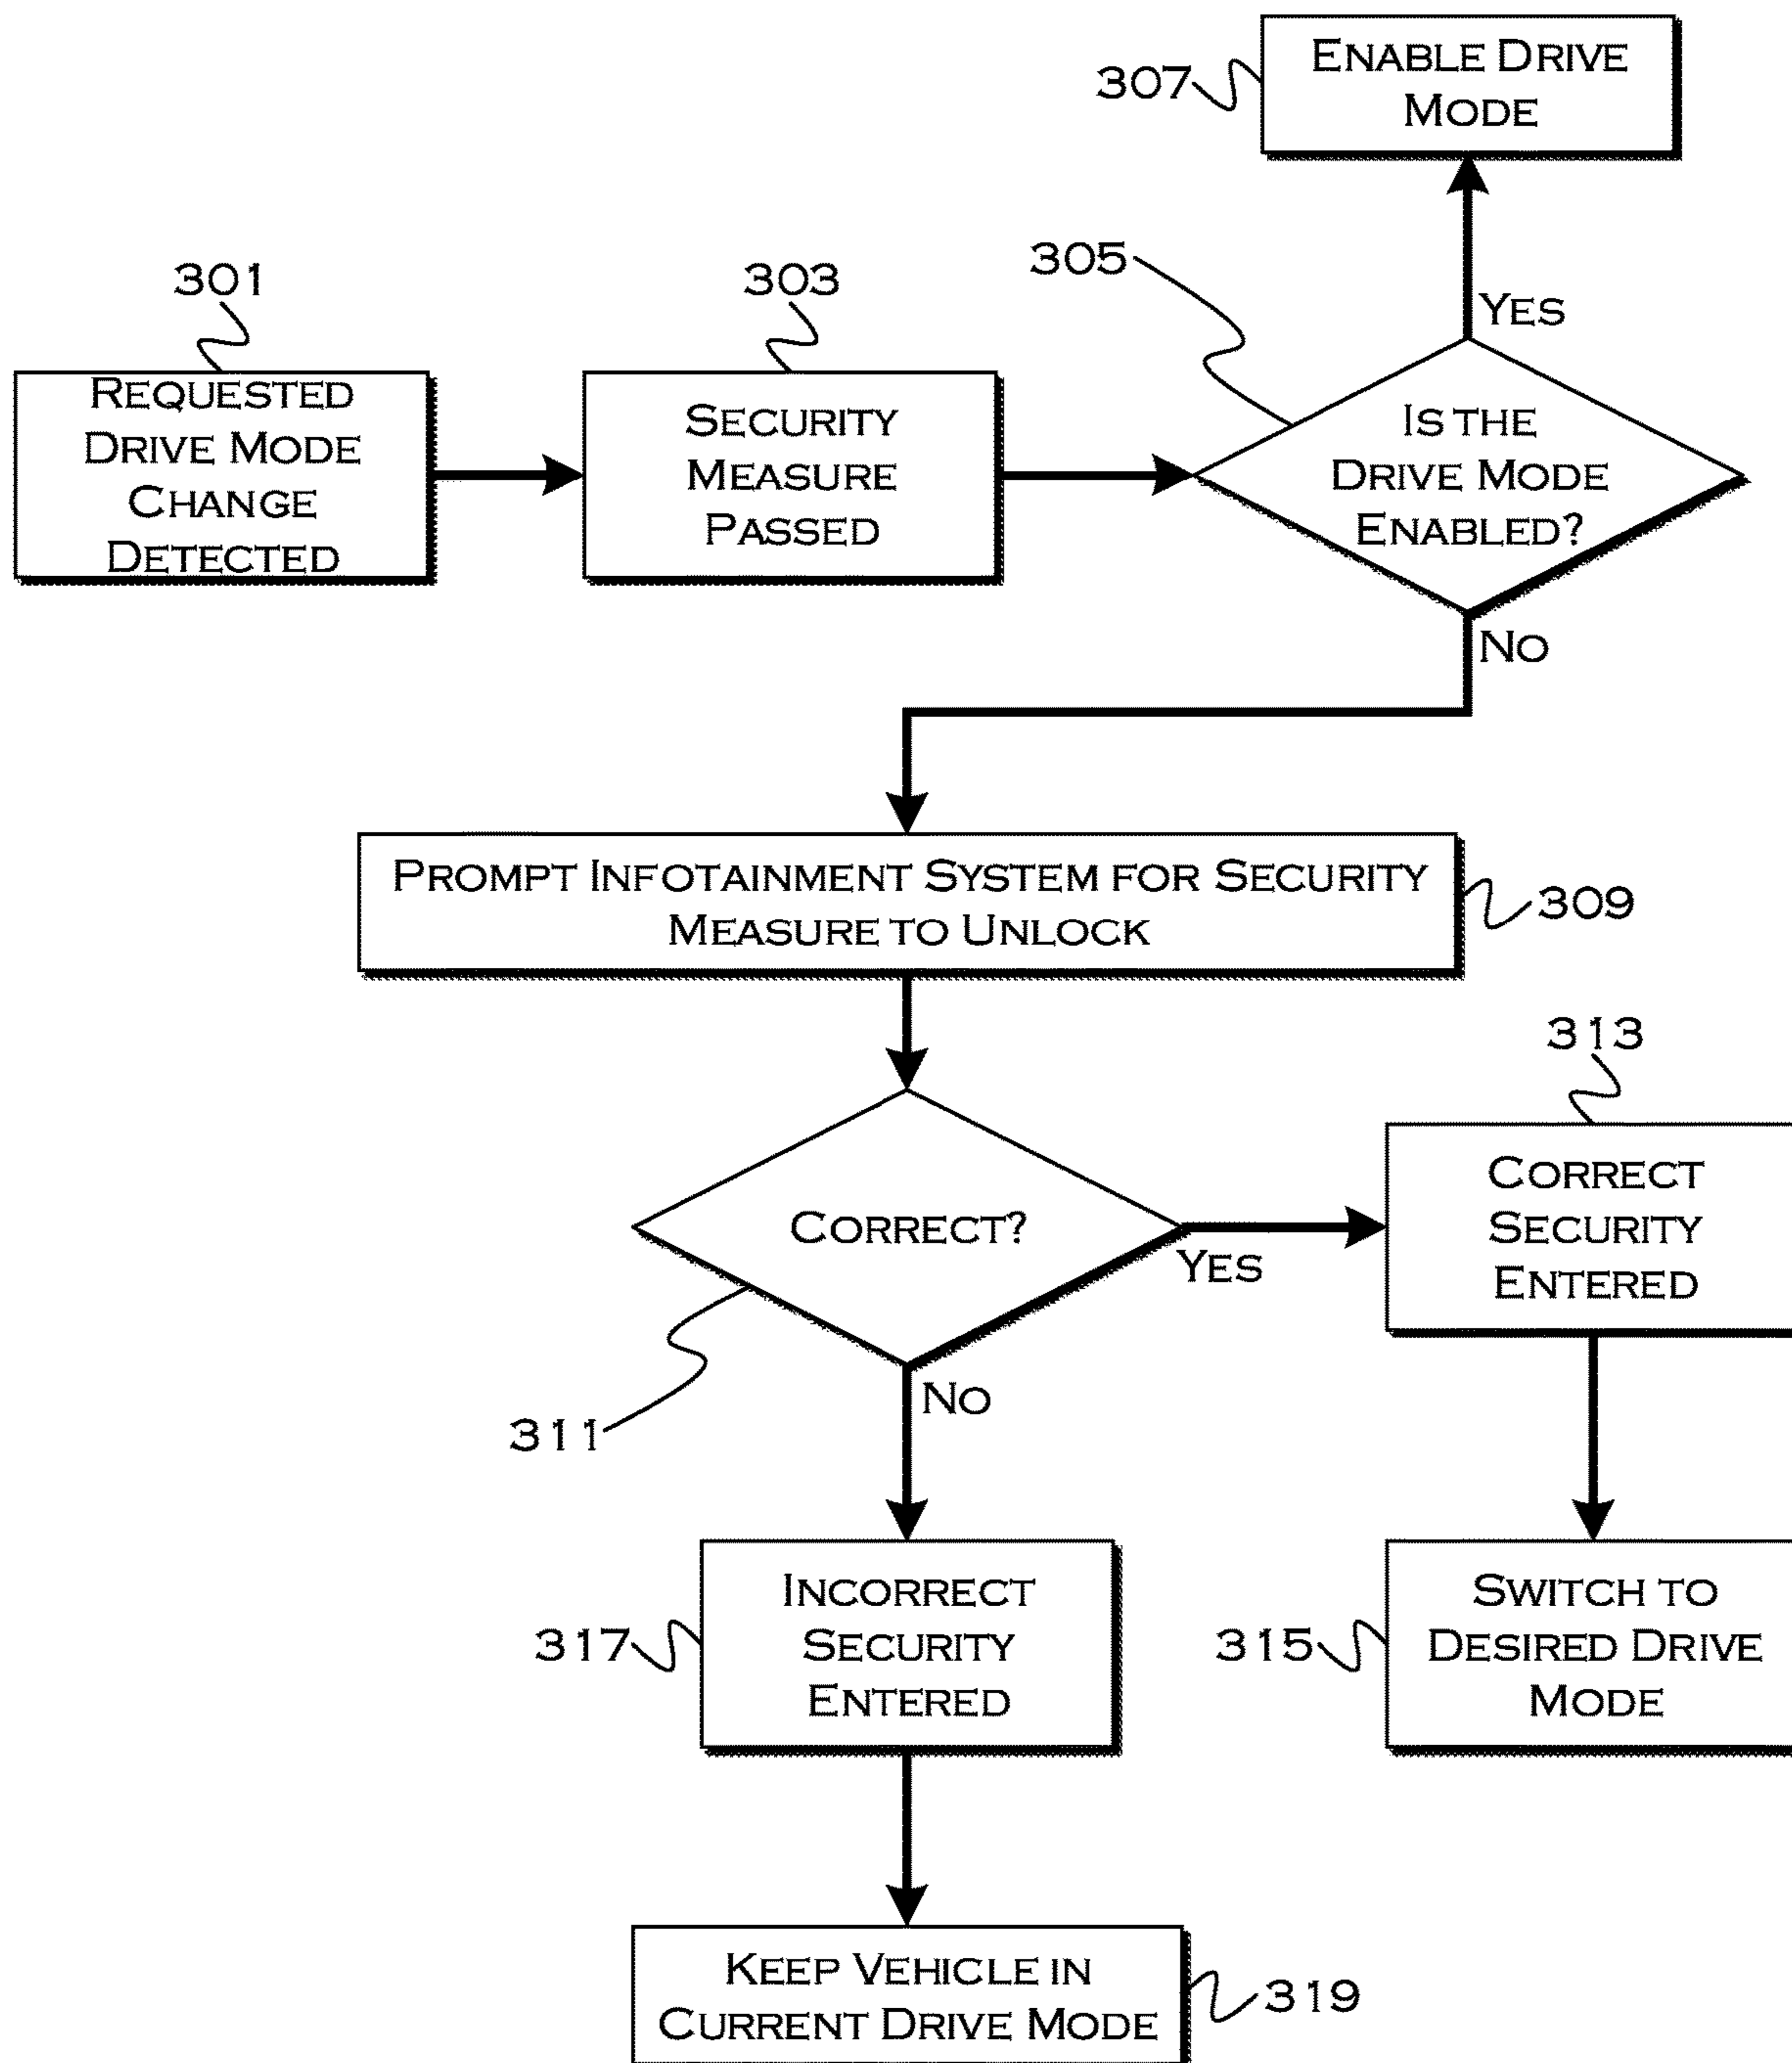 307
ENABLE DRIVE
MODE
301
303
305
YES
REQUESTED
DRIVE MODE
CHANGE
DETECTED
SECURITY
MEASURE
PASSED
IS THE
DRIVE MODE
ENABLED?
NO
PROMPT INFOTAINMENT SYSTEM FOR SECURITY
MEASURE TO UNLOCK
309
313
CORRECT?
YES
CORRECT
SECURITY
ENTERED
311
NO
317
INCORRECT
SECURITY
ENTERED
315
SWITCH TO
DESIRED DRIVE
MODE
KEEP VEHICLE IN
CURRENT DRIVE MODE
319